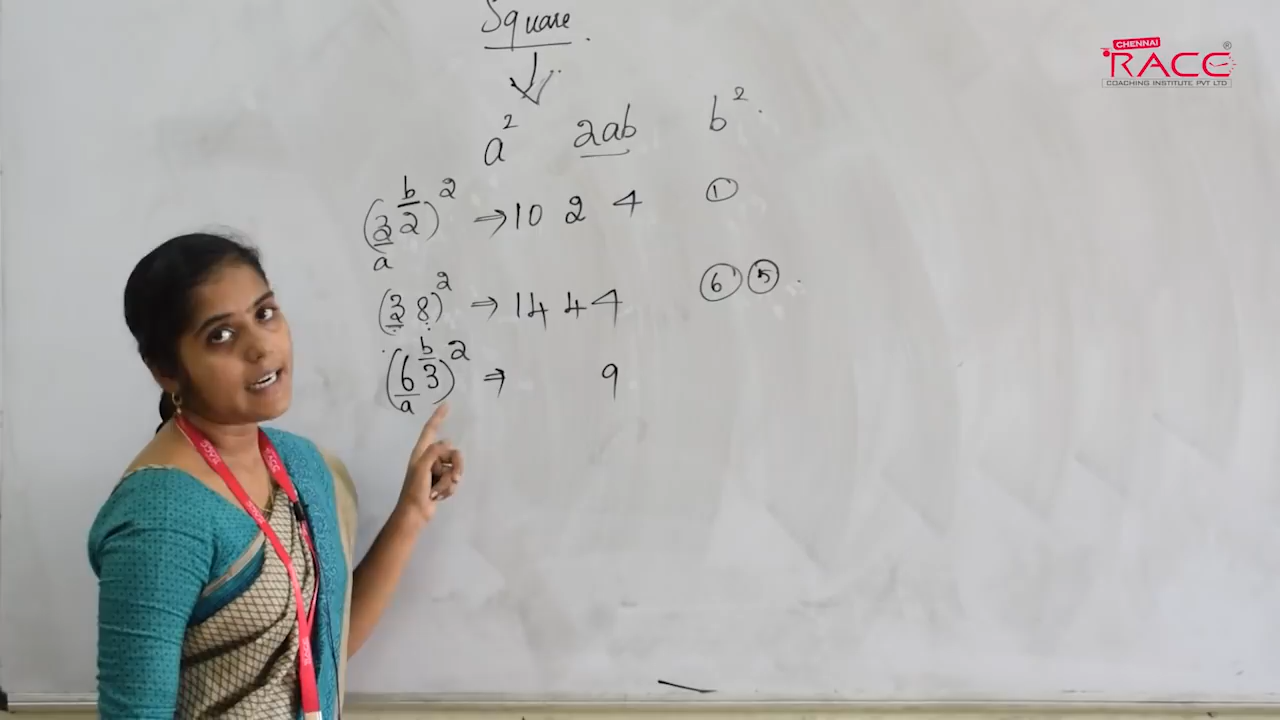 Square
a² 2ab b²
CHENNAI
RACE
COACHING INSTITUTE PVT LTD
b
(32)² ⇒ 10 2 4 ①
a
(38)² ⇒ 14 4 4 ⑥ ⑤
b
(63)² ⇒ 9
a